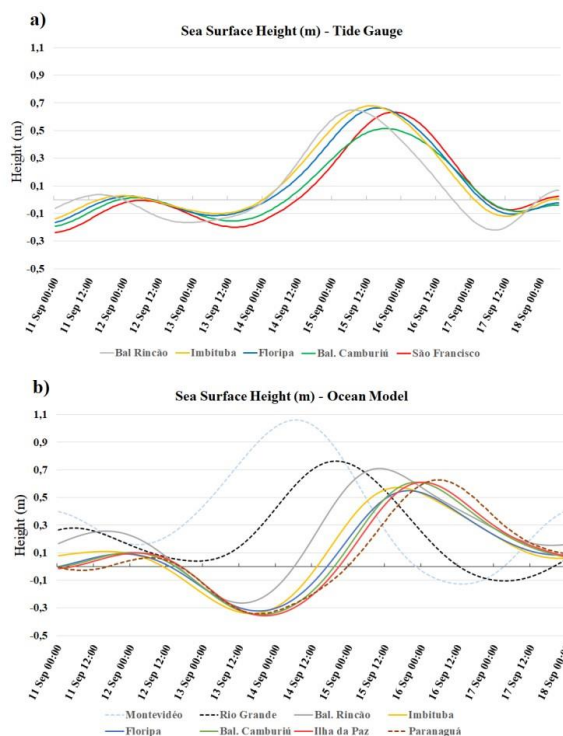 a)
Sea Surface Height (m) - Tide Gauge
Height (m)
1,1
0,9
0,7
0,5
0,3
0,1
-0,1
-0,3
-0,5
11 Sep 00:00
11 Sep 12:00
12 Sep 00:00
12 Sep 12:00
13 Sep 00:00
13 Sep 12:00
14 Sep 00:00
14 Sep 12:00
15 Sep 00:00
15 Sep 12:00
16 Sep 00:00
16 Sep 12:00
17 Sep 00:00
17 Sep 12:00
18 Sep 00:00
Bal Rincão Imbituba Floripa Bal. Camburiú São Francisco
b)
Sea Surface Height (m) - Ocean Model
Height (m)
1,1
0,9
0,7
0,5
0,3
0,1
-0,1
-0,3
-0,5
11 Sep 00:00
11 Sep 12:00
12 Sep 00:00
12 Sep 12:00
13 Sep 00:00
13 Sep 12:00
14 Sep 00:00
14 Sep 12:00
15 Sep 00:00
15 Sep 12:00
16 Sep 00:00
16 Sep 12:00
17 Sep 00:00
17 Sep 12:00
18 Sep 00:00
Montevidéo Rio Grande Bal. Rincão Imbituba
Floripa Bal. Camburiú Ilha da Paz Paranaguá